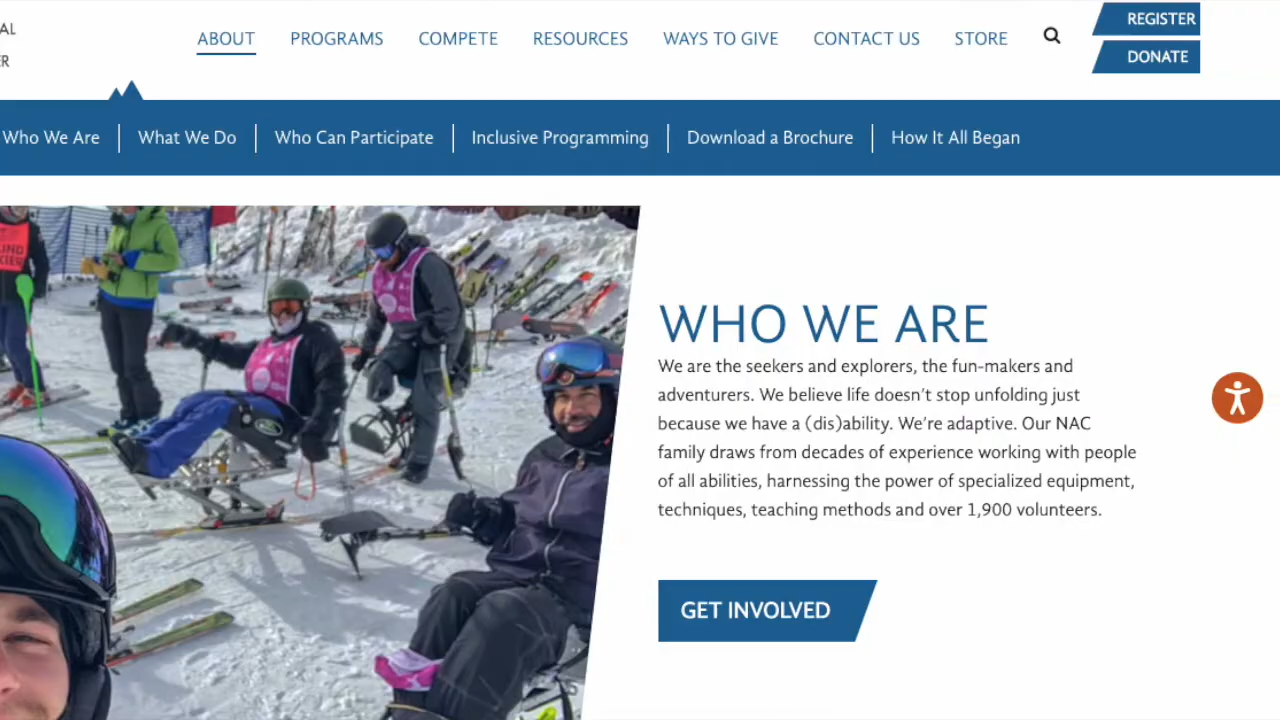 AL
ER
ABOUT PROGRAMS COMPETE RESOURCES WAYS TO GIVE CONTACT US STORE
REGISTER
DONATE
Who We Are What We Do Who Can Participate Inclusive Programming Download a Brochure How It All Began
WHO WE ARE
We are the seekers and explorers, the fun-makers and
adventurers. We believe life doesn't stop unfolding just
because we have a (dis)ability. We're adaptive. Our NAC
family draws from decades of experience working with people
of all abilities, harnessing the power of specialized equipment,
techniques, teaching methods and over 1,900 volunteers.
GET INVOLVED